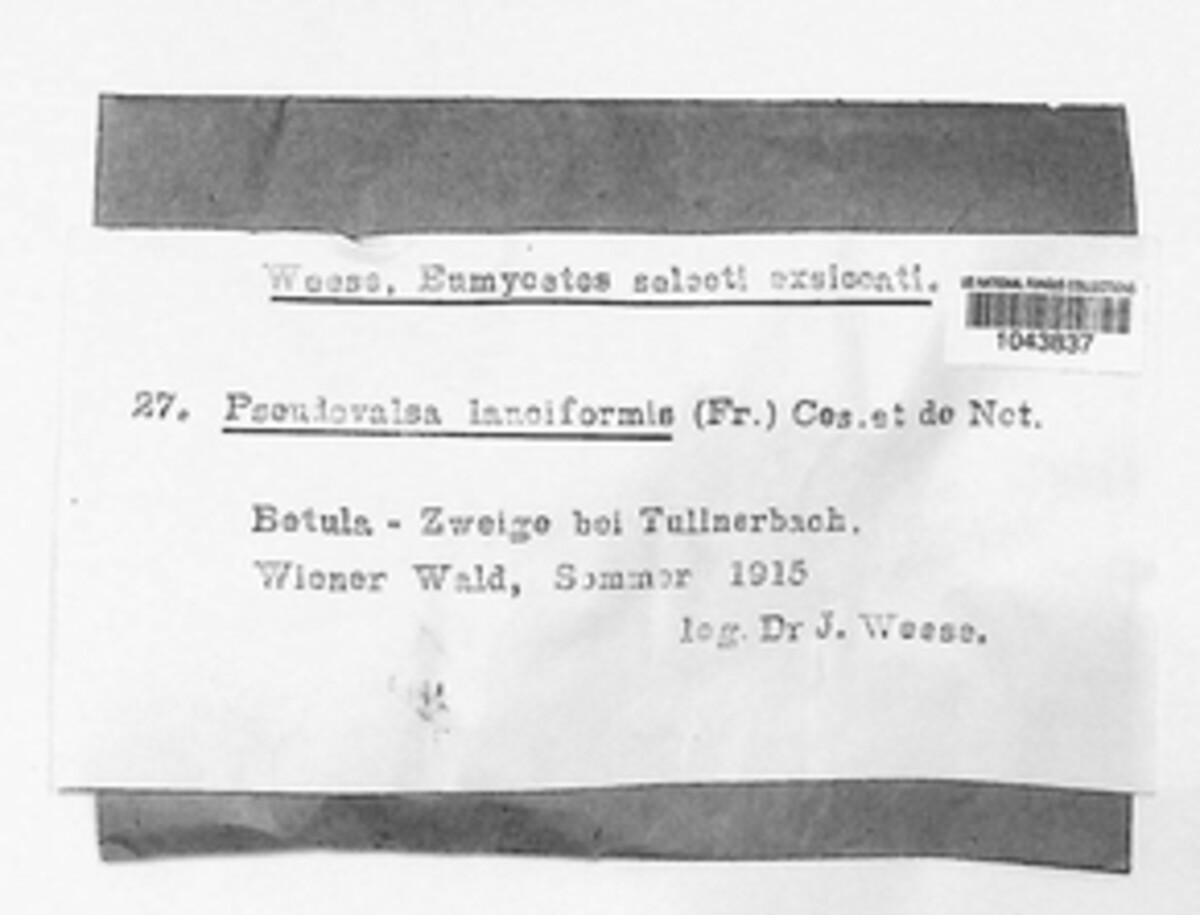 Weese, Eumycetes selecti exsiccati.
US NATIONAL FUNGUS COLLECTIONS
1043837
27. Pseudovalsa lanciformis (Fr.) Ces.et de Not.
Betula - Zweige bei Tullnerbach.
Wiener Wald, Sommer 1915
leg. Dr J. Weese.